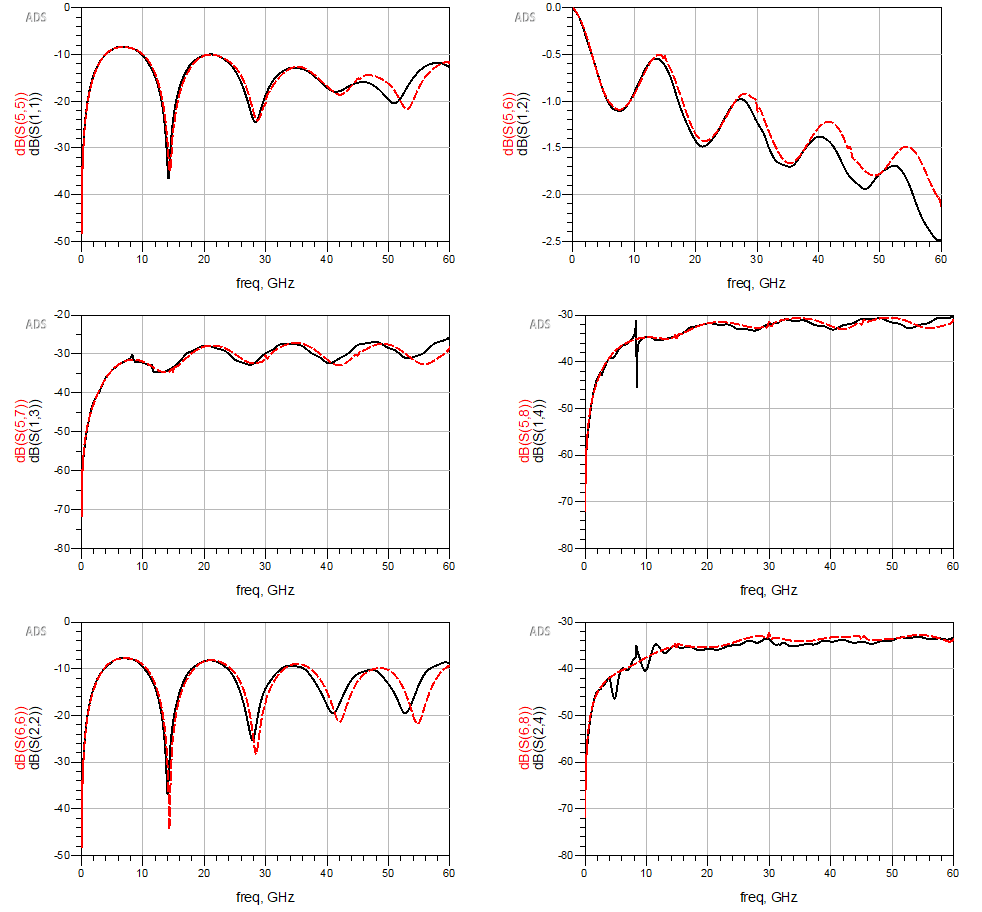 ADS
0
-10
-20
-30
-40
-50
dB(S(5,5))
dB(S(1,1))
0 10 20 30 40 50 60
freq, GHz
ADS
0.0
-0.5
-1.0
-1.5
-2.0
-2.5
dB(S(5,6))
dB(S(1,2))
0 10 20 30 40 50 60
freq, GHz
ADS
-20
-30
-40
-50
-60
-70
-80
dB(S(5,7))
dB(S(1,3))
0 10 20 30 40 50 60
freq, GHz
ADS
-30
-40
-50
-60
-70
-80
dB(S(5,8))
dB(S(1,4))
0 10 20 30 40 50 60
freq, GHz
ADS
0
-10
-20
-30
-40
-50
dB(S(6,6))
dB(S(2,2))
0 10 20 30 40 50 60
freq, GHz
ADS
-30
-40
-50
-60
-70
-80
dB(S(6,8))
dB(S(2,4))
0 10 20 30 40 50 60
freq, GHz